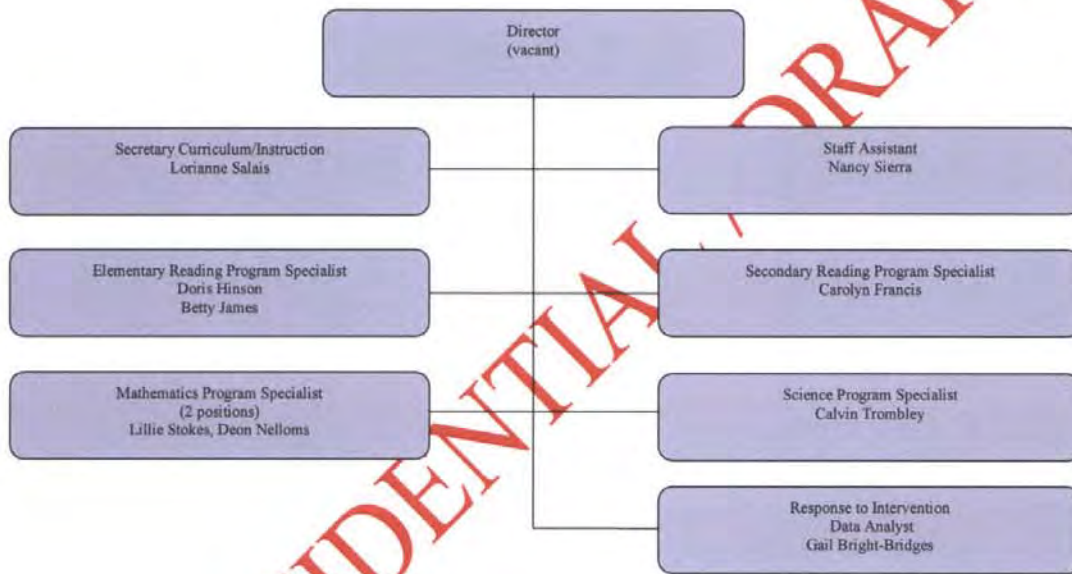 Director
(vacant)
Secretary Curriculum/Instruction
Lorianne Salais
Staff Assistant
Nancy Sierra
Elementary Reading Program Specialist
Doris Hinson
Betty James
Secondary Reading Program Specialist
Carolyn Francis
Mathematics Program Specialist
(2 positions)
Lillie Stokes, Deon Nelloms
Science Program Specialist
Calvin Trombley
Response to Intervention
Data Analyst
Gail Bright-Bridges